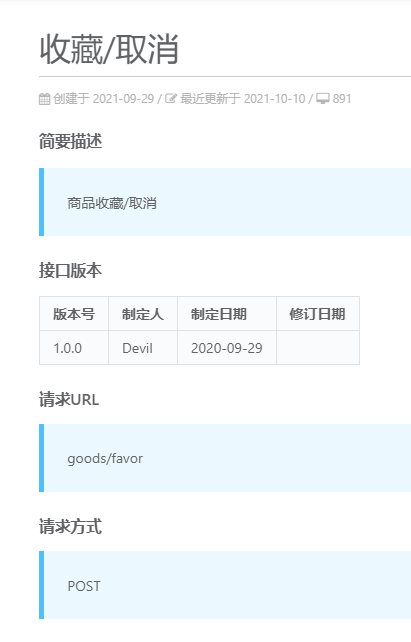 收藏/取消
创建于 2021-09-29 / 最近更新于 2021-10-10 / 891
简要描述
商品收藏/取消
接口版本
版本号 制定人 制定日期 修订日期
1.0.0 Devil 2020-09-29
请求URL
goods/favor
请求方式
POST